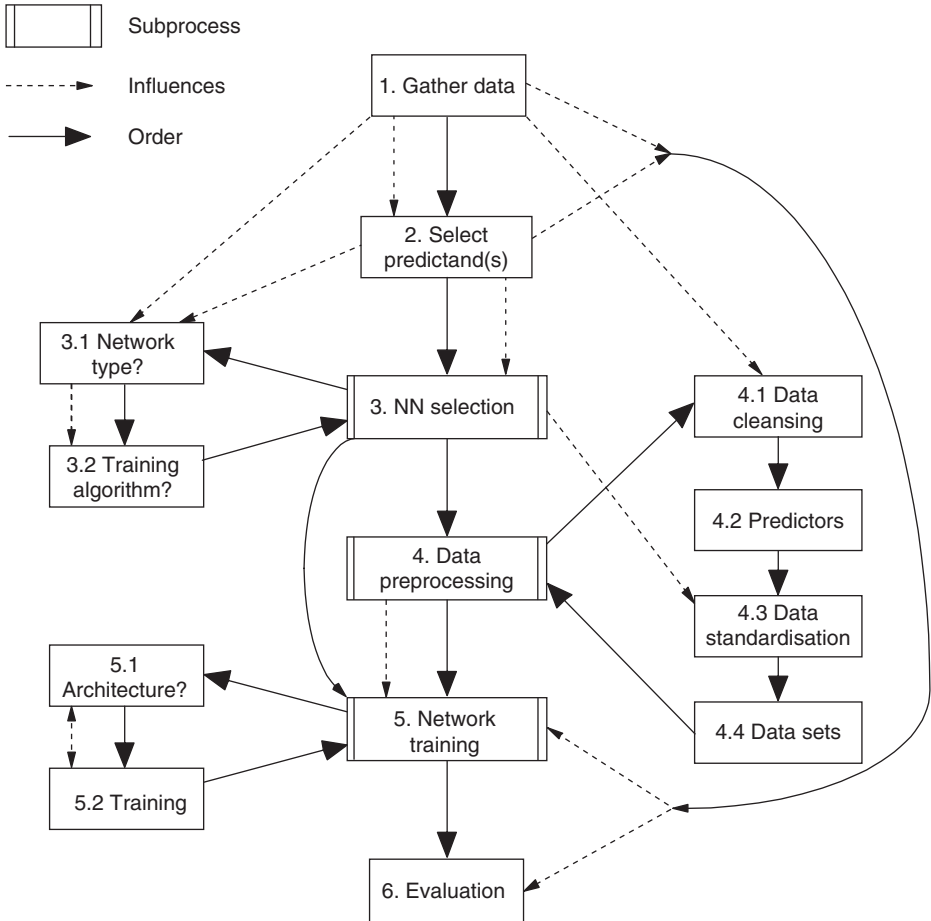 Subprocess
Influences
Order
1. Gather data
2. Select
predictand(s)
3.1 Network
type?
3. NN selection
4.1 Data
cleansing
3.2 Training
algorithm?
4.2 Predictors
4. Data
preprocessing
4.3 Data
standardisation
5.1
Architecture?
5. Network
training
4.4 Data sets
5.2 Training
6. Evaluation